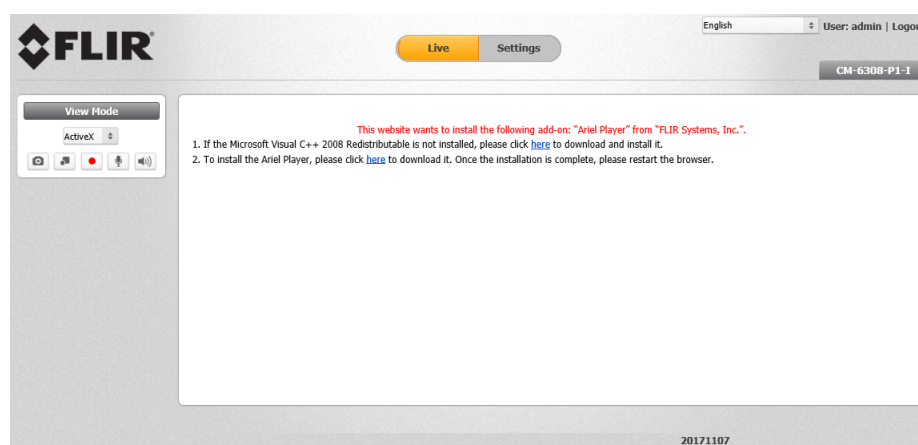 FLIR
Live
Settings
English
User: admin | Logou
CM-6308-P1-I
View Mode
ActiveX
This website wants to install the following add-on: "Ariel Player" from "FLIR Systems, Inc.".
1. If the Microsoft Visual C++ 2008 Redistributable is not installed, please click here to download and install it.
2. To install the Ariel Player, please click here to download it. Once the installation is complete, please restart the browser.
20171107